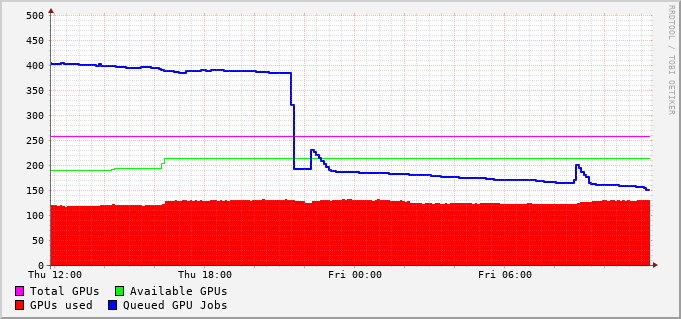 500
450
400
350
300
250
200
150
100
50
0
Thu 12:00 Thu 18:00 Fri 00:00 Fri 06:00
Total GPUs Available GPUs
GPUs used Queued GPU Jobs
RRDTOOL / TOBI OETIKER